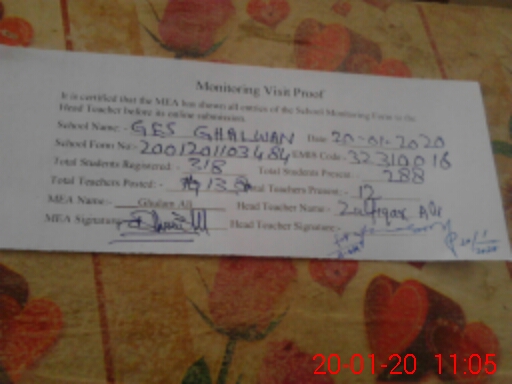 Monitoring Visit Proof
It is certified that the MEA has shown all entries of the School Monitoring Form to the
Head Teacher before its online submission.
School Name:- GES GHALWAN Date 20-01-2020
School Form No:- 2001201103484 EMIS Code:- 32310016
Total Students Registered:- 318 Total Students Present:- 288
Total Teachers Posted:- 13 Total Teachers Present:- 12
MEA Name:- Ghulam Ali Head Teacher Name:- Zulfiqar Ali
MEA Signature:- Head Teacher Signature:-
20-01-20 11:05